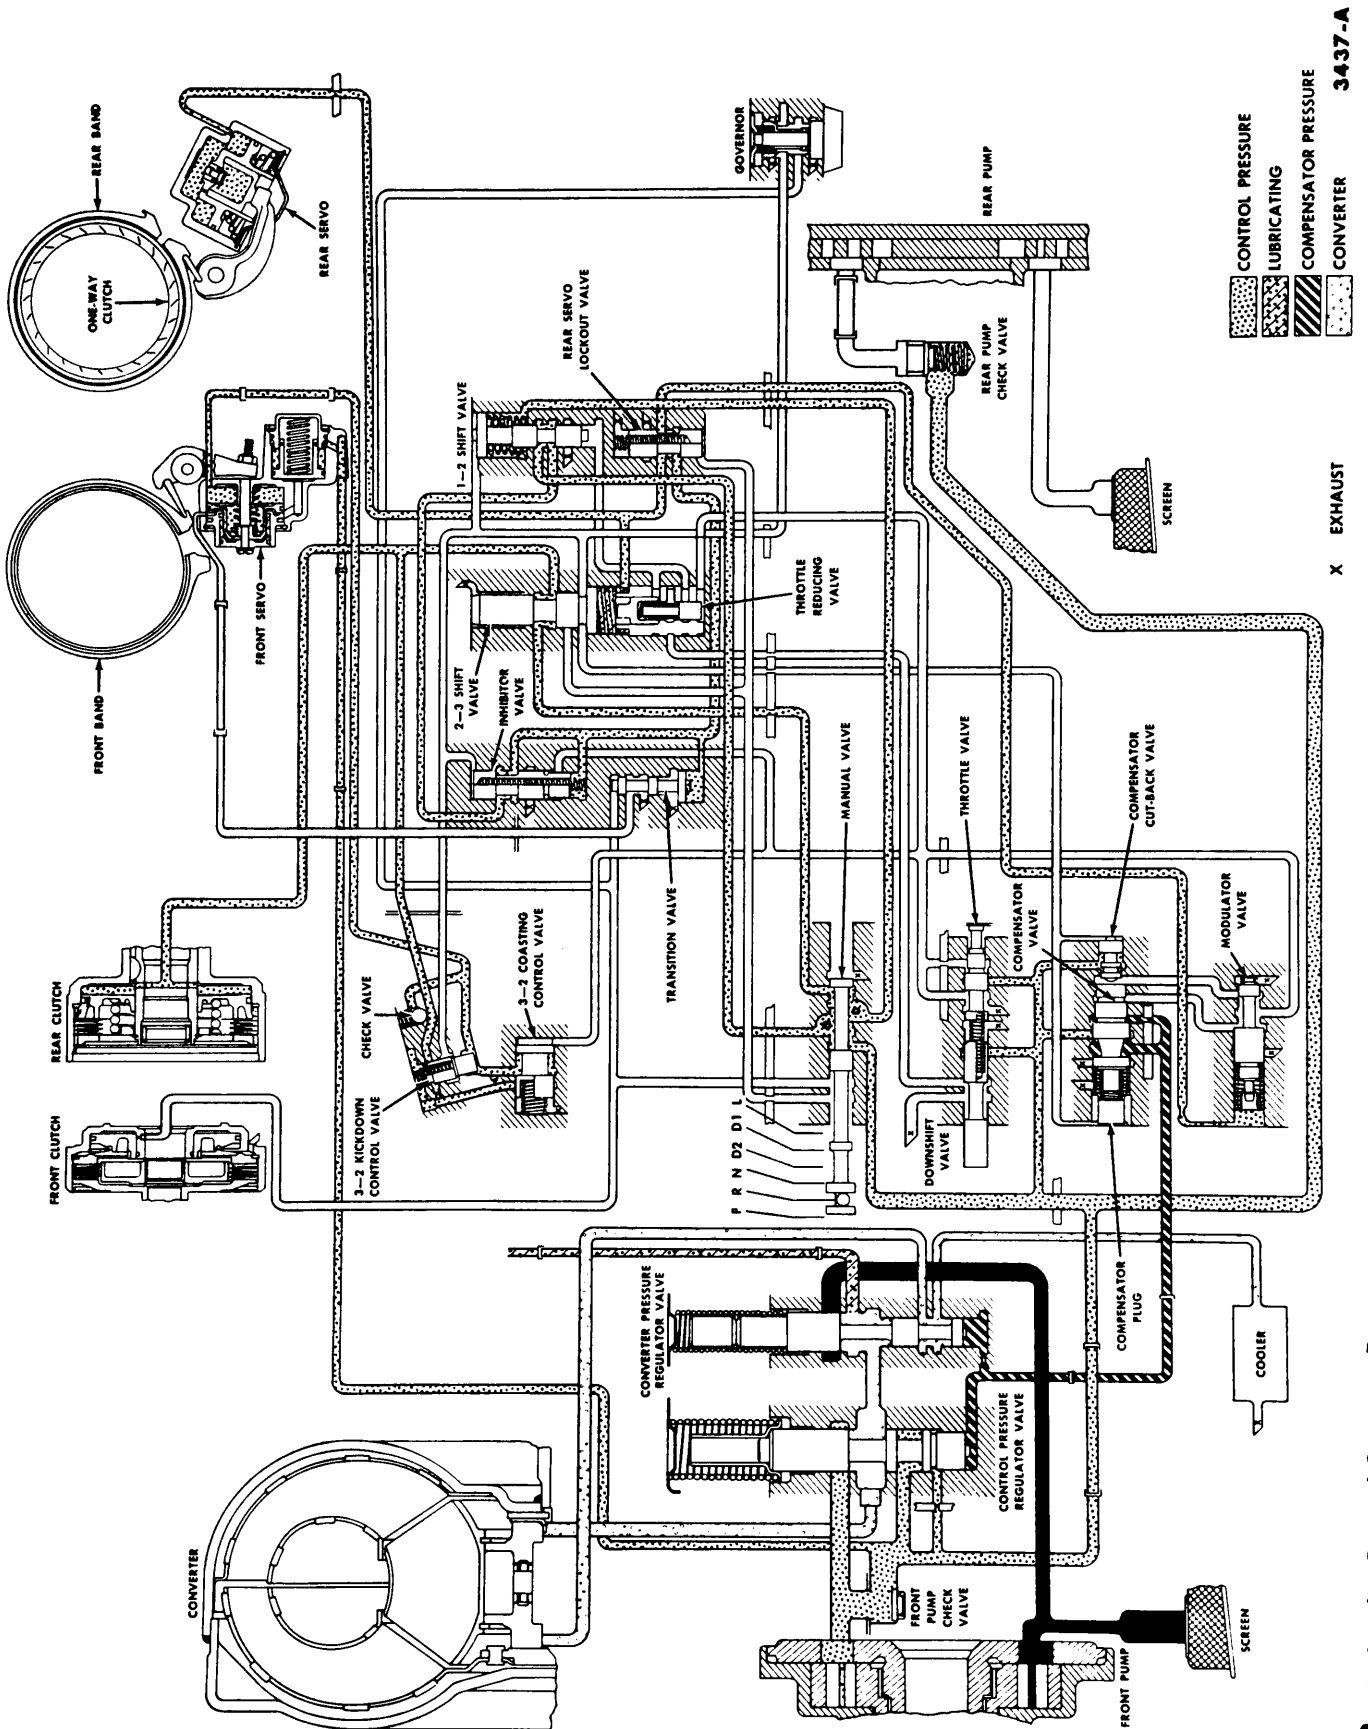 CONVERTER
FRONT CLUTCH
REAR CLUTCH
FRONT BAND
FRONT SERVO
ONE-WAY
CLUTCH
REAR BAND
REAR SERVO
3—2 KICKDOWN
CONTROL VALVE
CHECK VALVE
3—2 COASTING
CONTROL VALVE
TRANSITION VALVE
2—3 SHIFT
VALVE
INHIBITOR
VALVE
1—2 SHIFT VALVE
REAR SERVO
LOCKOUT VALVE
THROTTLE
REDUCING
VALVE
GOVERNOR
CONVERTER PRESSURE
REGULATOR VALVE
P R N D2 D1 L
MANUAL VALVE
DOWNSHIFT
VALVE
THROTTLE VALVE
COMPENSATOR
VALVE
COMPENSATOR
CUT-BACK VALVE
MODULATOR
VALVE
REAR PUMP
REAR PUMP
CHECK VALVE
SCREEN
FRONT
PUMP
CHECK
VALVE
CONTROL PRESSURE
REGULATOR VALVE
COMPENSATOR
PLUG
COOLER
FRONT PUMP
SCREEN
CONTROL PRESSURE
LUBRICATING
COMPENSATOR PRESSURE
CONVERTER
X EXHAUST
3437-A